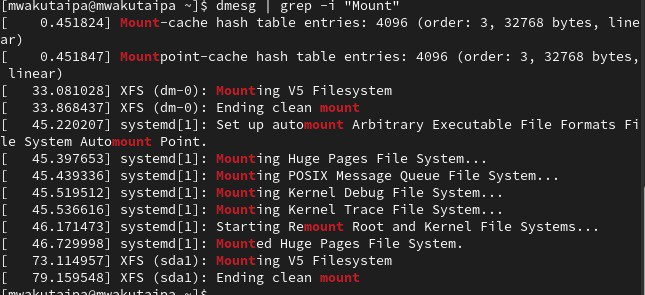 [mwakutaipa@mwakutaipa ~]$ dmesg | grep -i "Mount"
[    0.451824] Mount-cache hash table entries: 4096 (order: 3, 32768 bytes, line
ar)
[    0.451847] Mountpoint-cache hash table entries: 4096 (order: 3, 32768 bytes,
 linear)
[   33.081028] XFS (dm-0): Mounting V5 Filesystem
[   33.868437] XFS (dm-0): Ending clean mount
[   45.220207] systemd[1]: Set up automount Arbitrary Executable File Formats Fi
le System Automount Point.
[   45.397653] systemd[1]: Mounting Huge Pages File System...
[   45.439336] systemd[1]: Mounting POSIX Message Queue File System...
[   45.519512] systemd[1]: Mounting Kernel Debug File System...
[   45.536616] systemd[1]: Mounting Kernel Trace File System...
[   46.171473] systemd[1]: Starting Remount Root and Kernel File Systems...
[   46.729998] systemd[1]: Mounted Huge Pages File System.
[   73.114957] XFS (sda1): Mounting V5 Filesystem
[   79.159548] XFS (sda1): Ending clean mount
[mwakutaipa@mwakutaipa ~]$